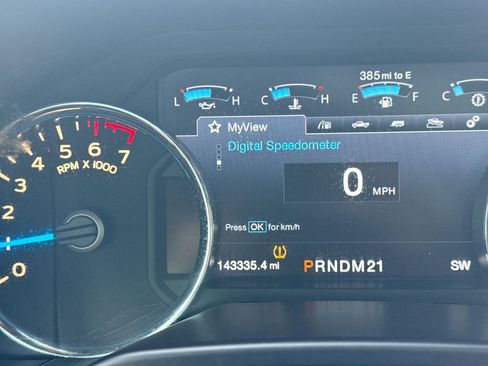 385 mi to E
L H C H E F C
MyView
Digital Speedometer
0 MPH
Press OK for km/h
143335.4 mi PRNDM21 SW
5 6 7
RPM X 1000
4
3
2
1
0